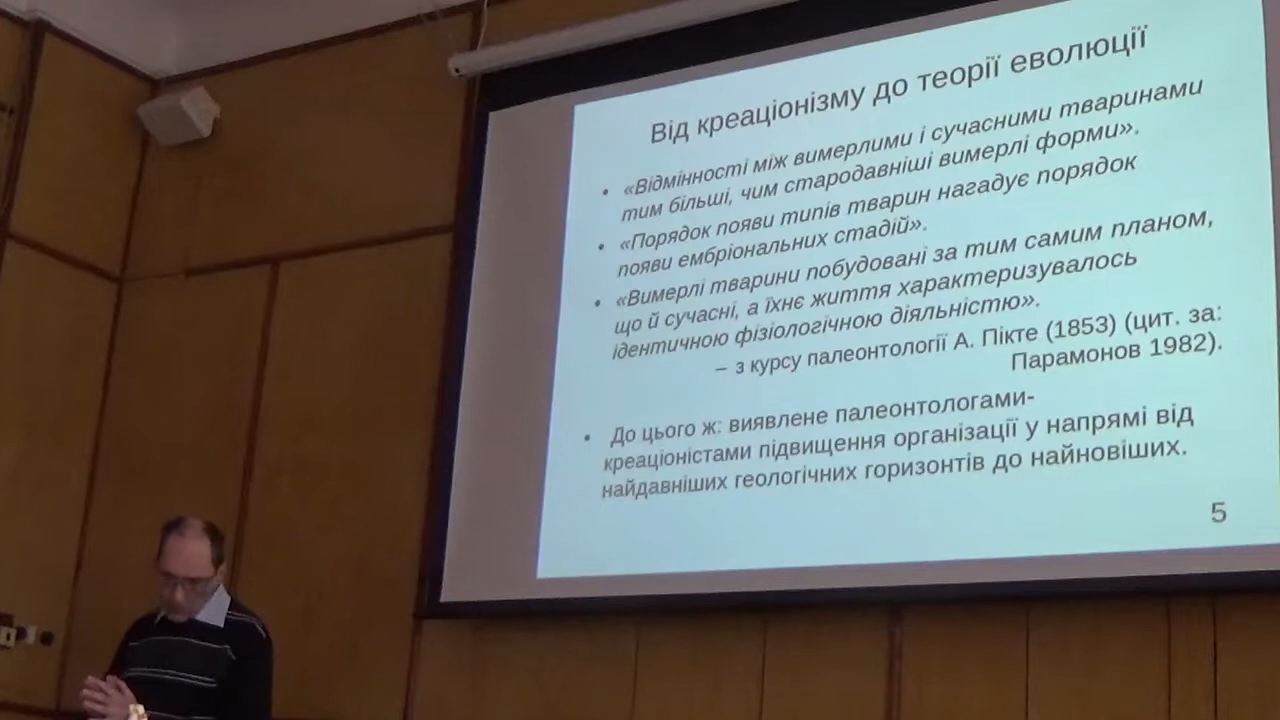 Від креаціонізму до теорії еволюції
• «Відмінності між вимерлими і сучасними тваринами
тим більші, чим стародавніші вимерлі форми».
• «Порядок появи типів тварин нагадує порядок
появи ембріональних стадій».
• «Вимерлі тварини побудовані за тим самим планом,
що й сучасні, а їхнє життя характеризувалось
ідентичною фізіологічною діяльністю».
– з курсу палеонтології А. Пікте (1853) (цит. за:
Парамонов 1982).
• До цього ж: виявлене палеонтологами-
креаціоністами підвищення організації у напрямі від
найдавніших геологічних горизонтів до найновіших.
5